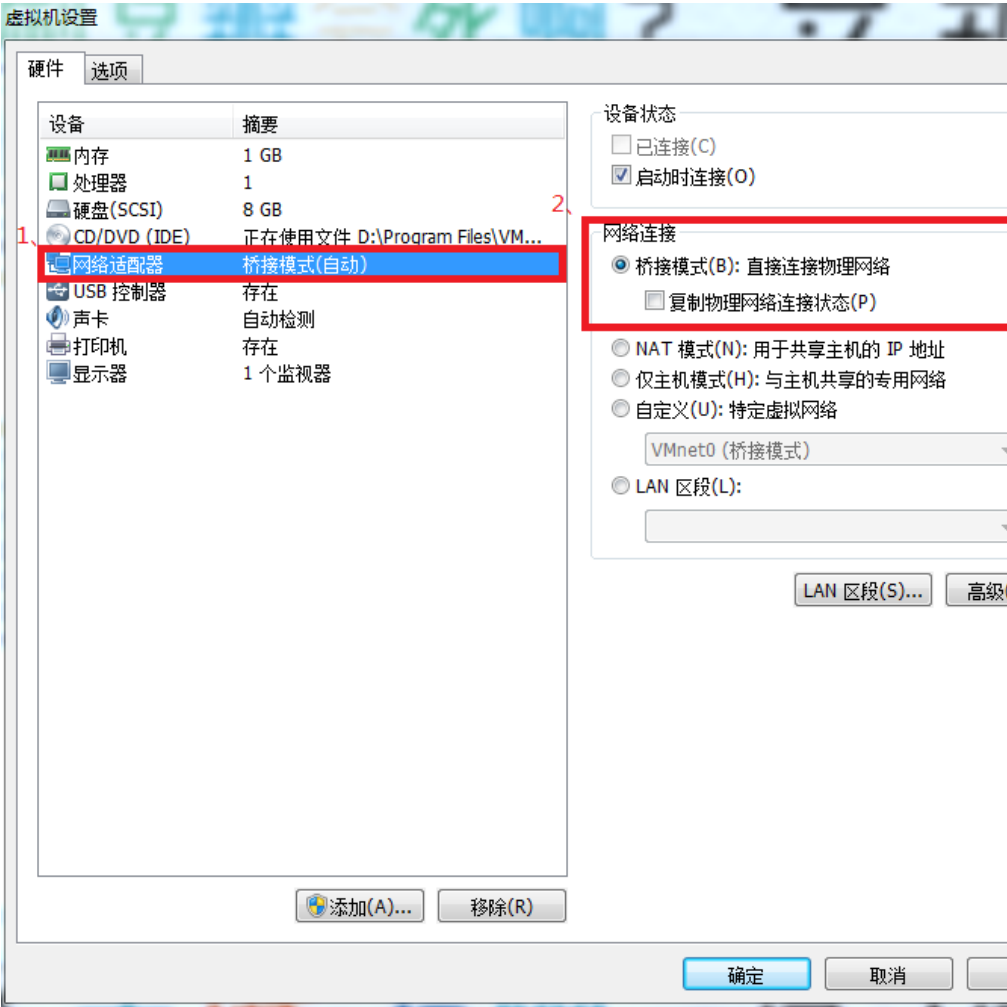 虚拟机设置
硬件 选项
设备 摘要
内存 1 GB
处理器 1
硬盘(SCSI) 8 GB
1、
CD/DVD (IDE) 正在使用文件 D:\Program Files\VM...
网络适配器 桥接模式(自动)
USB 控制器 存在
声卡 自动检测
打印机 存在
显示器 1 个监视器
添加(A)... 移除(R)
设备状态
已连接(C)
启动时连接(O)
2、
网络连接
桥接模式(B): 直接连接物理网络
复制物理网络连接状态(P)
NAT 模式(N): 用于共享主机的 IP 地址
仅主机模式(H): 与主机共享的专用网络
自定义(U): 特定虚拟网络
VMnet0 (桥接模式)
LAN 区段(L):
LAN 区段(S)... 高级(
确定 取消